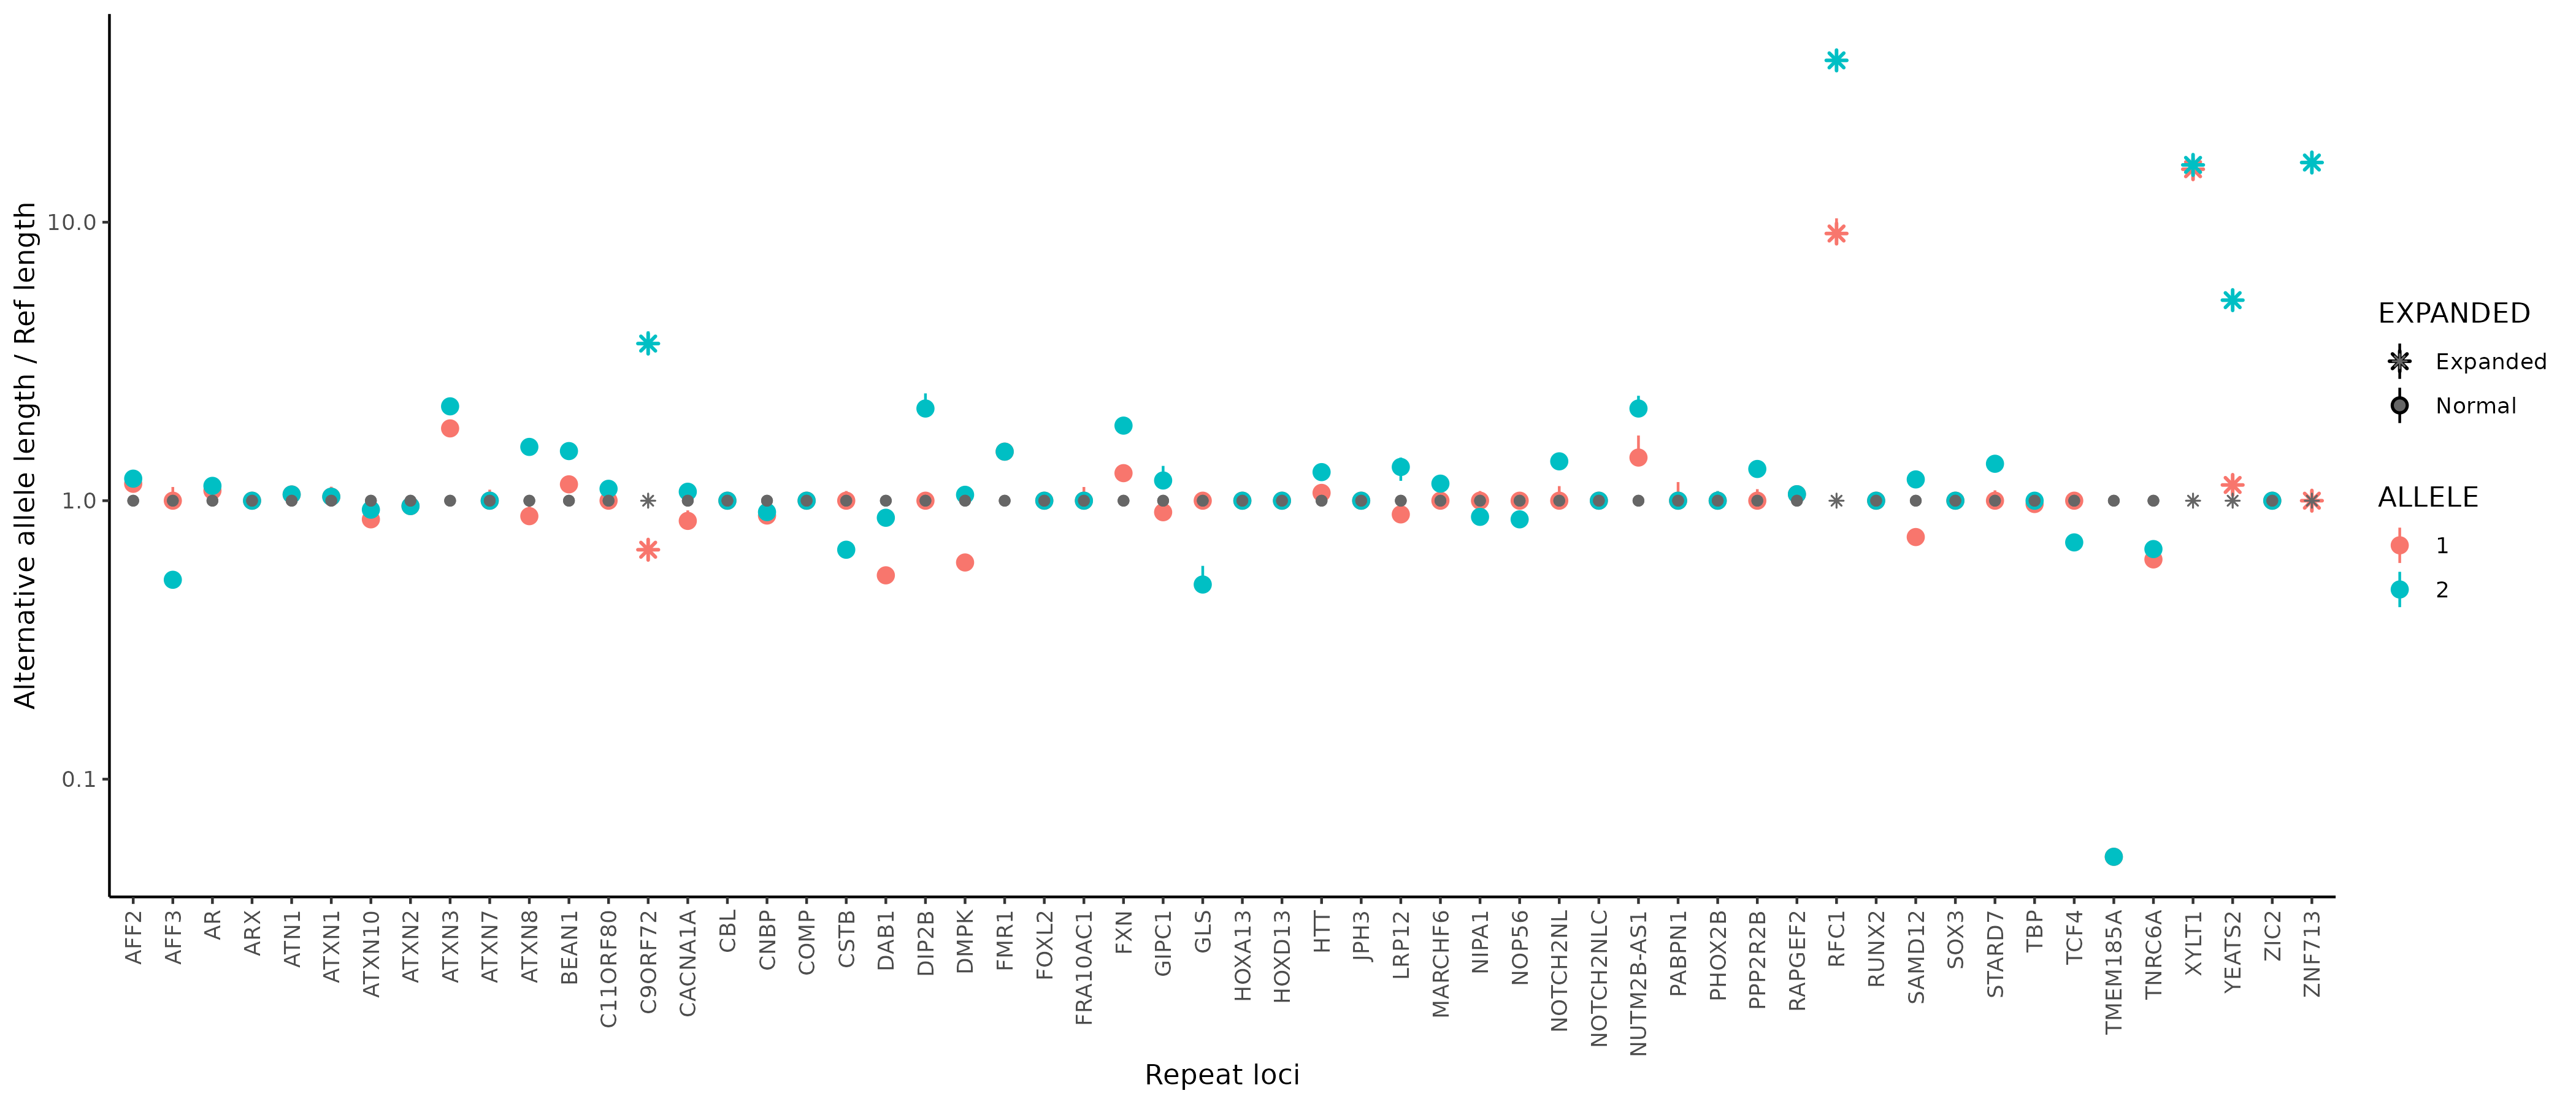 Alternative allele length / Ref length
10.0
1.0
0.1
AFF2
AFF3
AR
ARX
ATN1
ATXN1
ATXN10
ATXN2
ATXN3
ATXN7
ATXN8
BEAN1
C11ORF80
C9ORF72
CACNA1A
CBL
CNBP
COMP
CSTB
DAB1
DIP2B
DMPK
FMR1
FOXL2
FRA10AC1
FXN
GIPC1
GLS
HOXA13
HOXD13
HTT
JPH3
LRP12
MARCHF6
NIPA1
NOP56
NOTCH2NL
NOTCH2NLC
NUTM2B-AS1
PABPN1
PHOX2B
PPP2R2B
RAPGEF2
RFC1
RUNX2
SAMD12
SOX3
STARD7
TBP
TCF4
TMEM185A
TNRC6A
XYLT1
YEATS2
ZIC2
ZNF713
Repeat loci
EXPANDED
Expanded
Normal
ALLELE
1
2